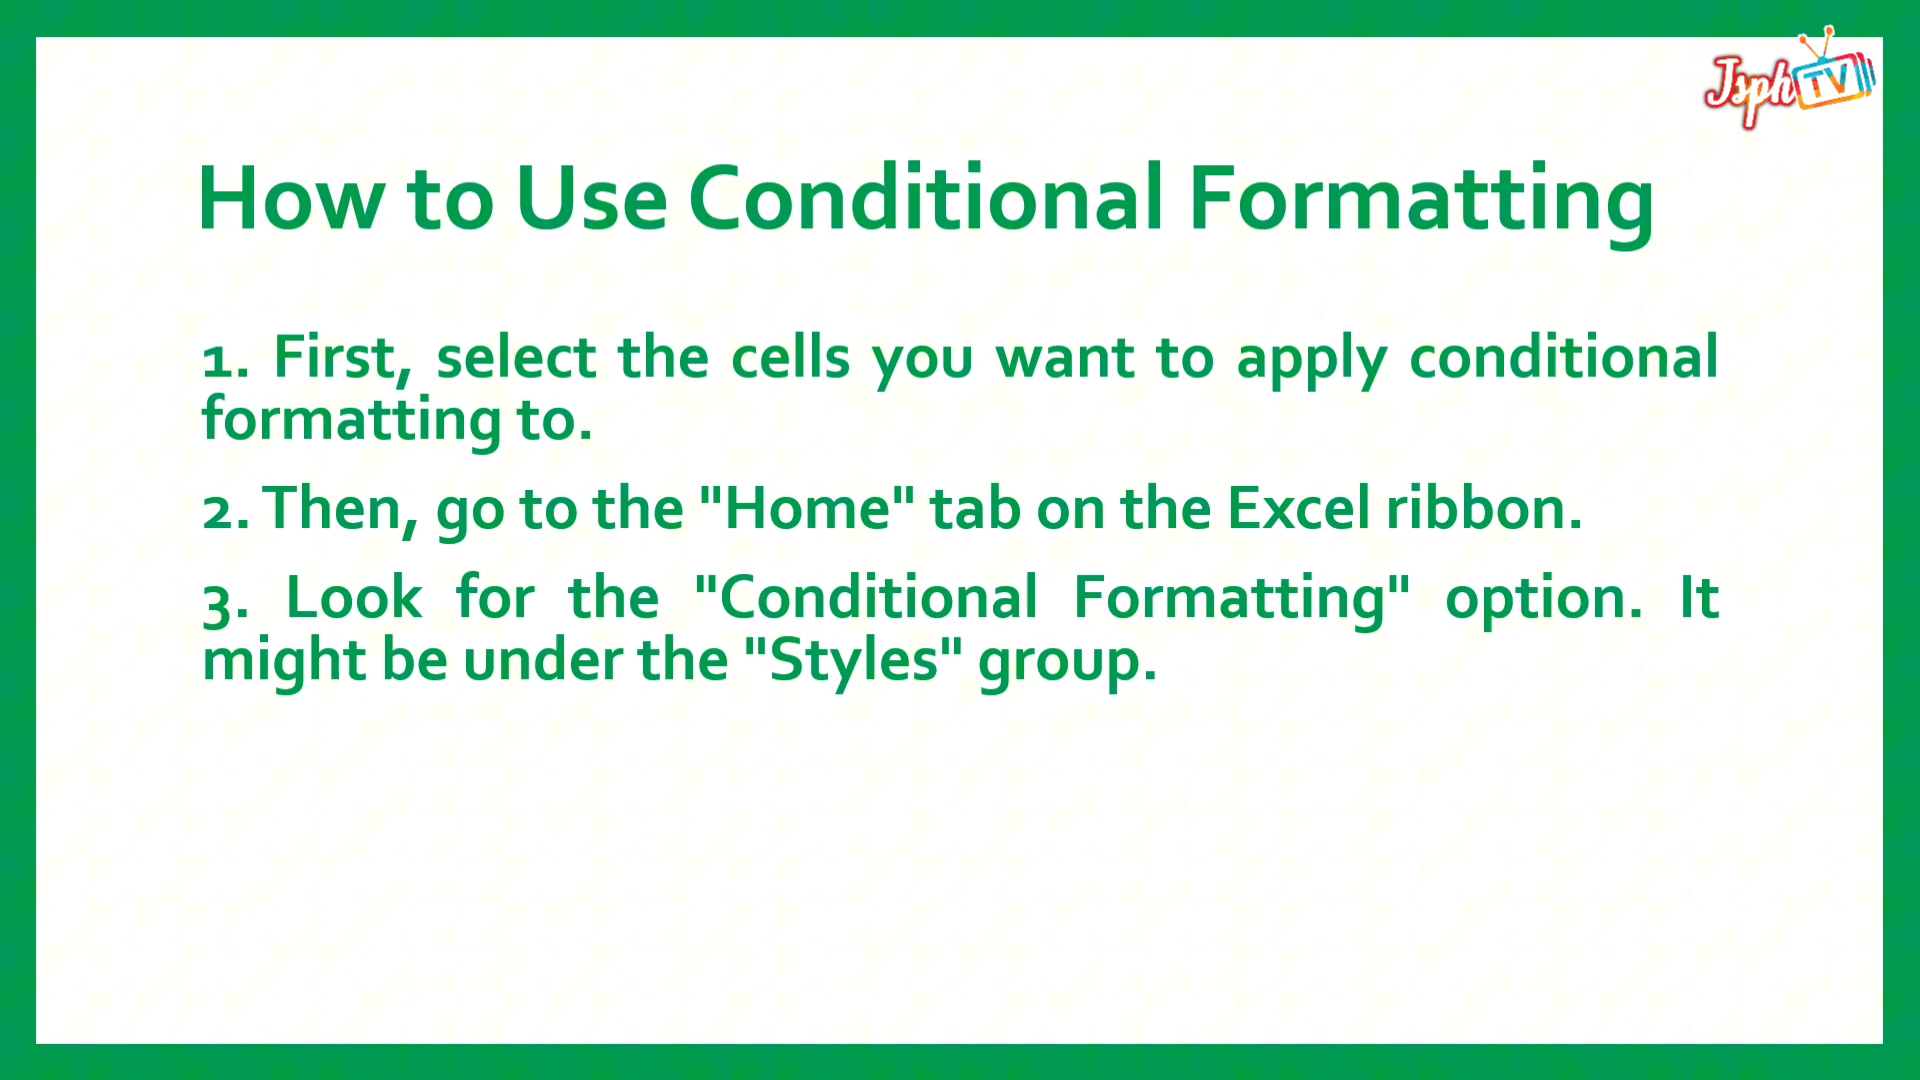 Jsph TV
How to Use Conditional Formatting
1. First, select the cells you want to apply conditional
formatting to.
2. Then, go to the "Home" tab on the Excel ribbon.
3. Look for the "Conditional Formatting" option. It
might be under the "Styles" group.